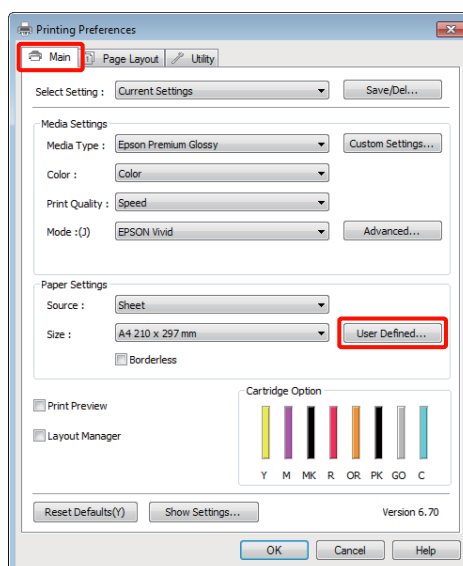 Printing Preferences
Main Page Layout Utility
Select Setting : Current Settings Save/Del...
Media Settings
Media Type : Epson Premium Glossy Custom Settings...
Color : Color
Print Quality : Speed
Mode :(J) EPSON Vivid Advanced...
Paper Settings
Source : Sheet
Size : A4 210 x 297 mm User Defined...
Borderless
Cartridge Option
Print Preview
Layout Manager
Y M MK R OR PK GO C
Reset Defaults(Y) Show Settings... Version 6.70
OK Cancel Help